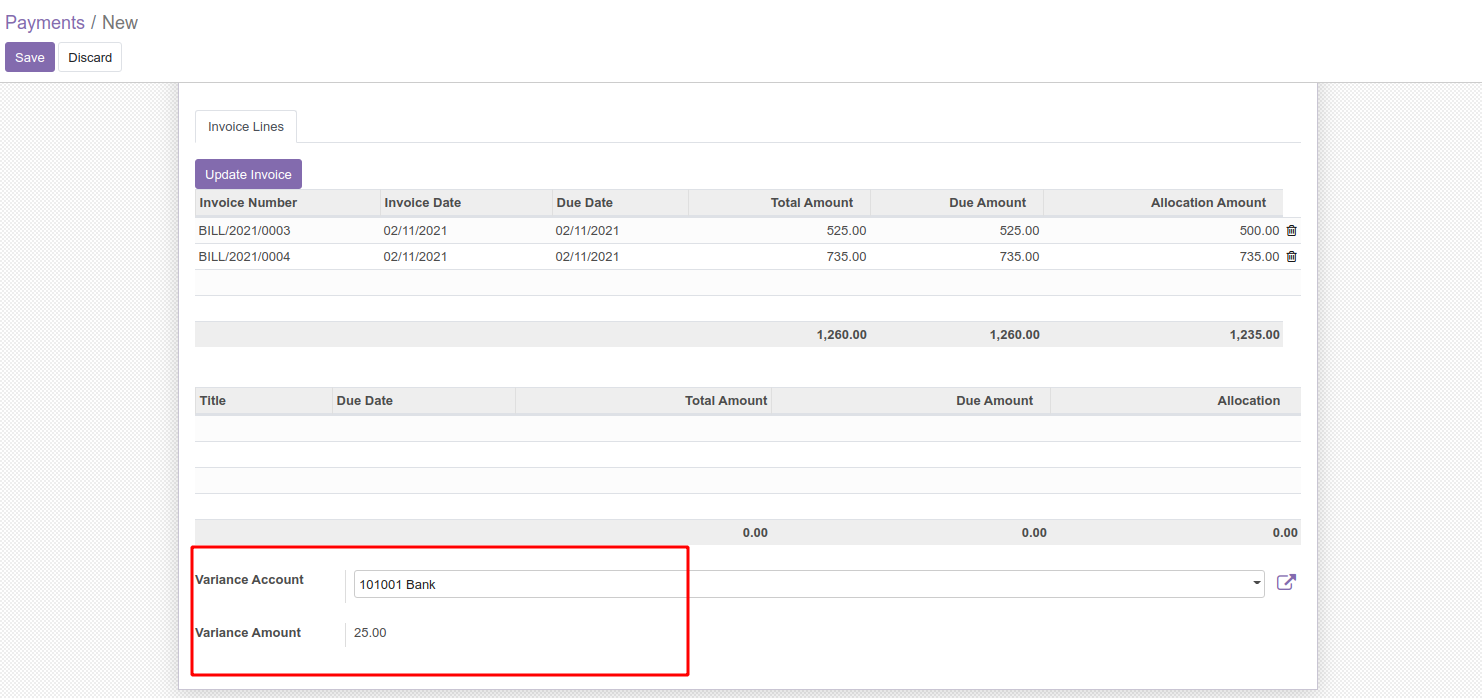 Payments / New
Save Discard
Invoice Lines
Update Invoice
Invoice Number Invoice Date Due Date Total Amount Due Amount Allocation Amount
BILL/2021/0003 02/11/2021 02/11/2021 525.00 525.00 500.00
BILL/2021/0004 02/11/2021 02/11/2021 735.00 735.00 735.00
1,260.00 1,260.00 1,235.00
Title Due Date Total Amount Due Amount Allocation
0.00 0.00 0.00
Variance Account 101001 Bank
Variance Amount 25.00